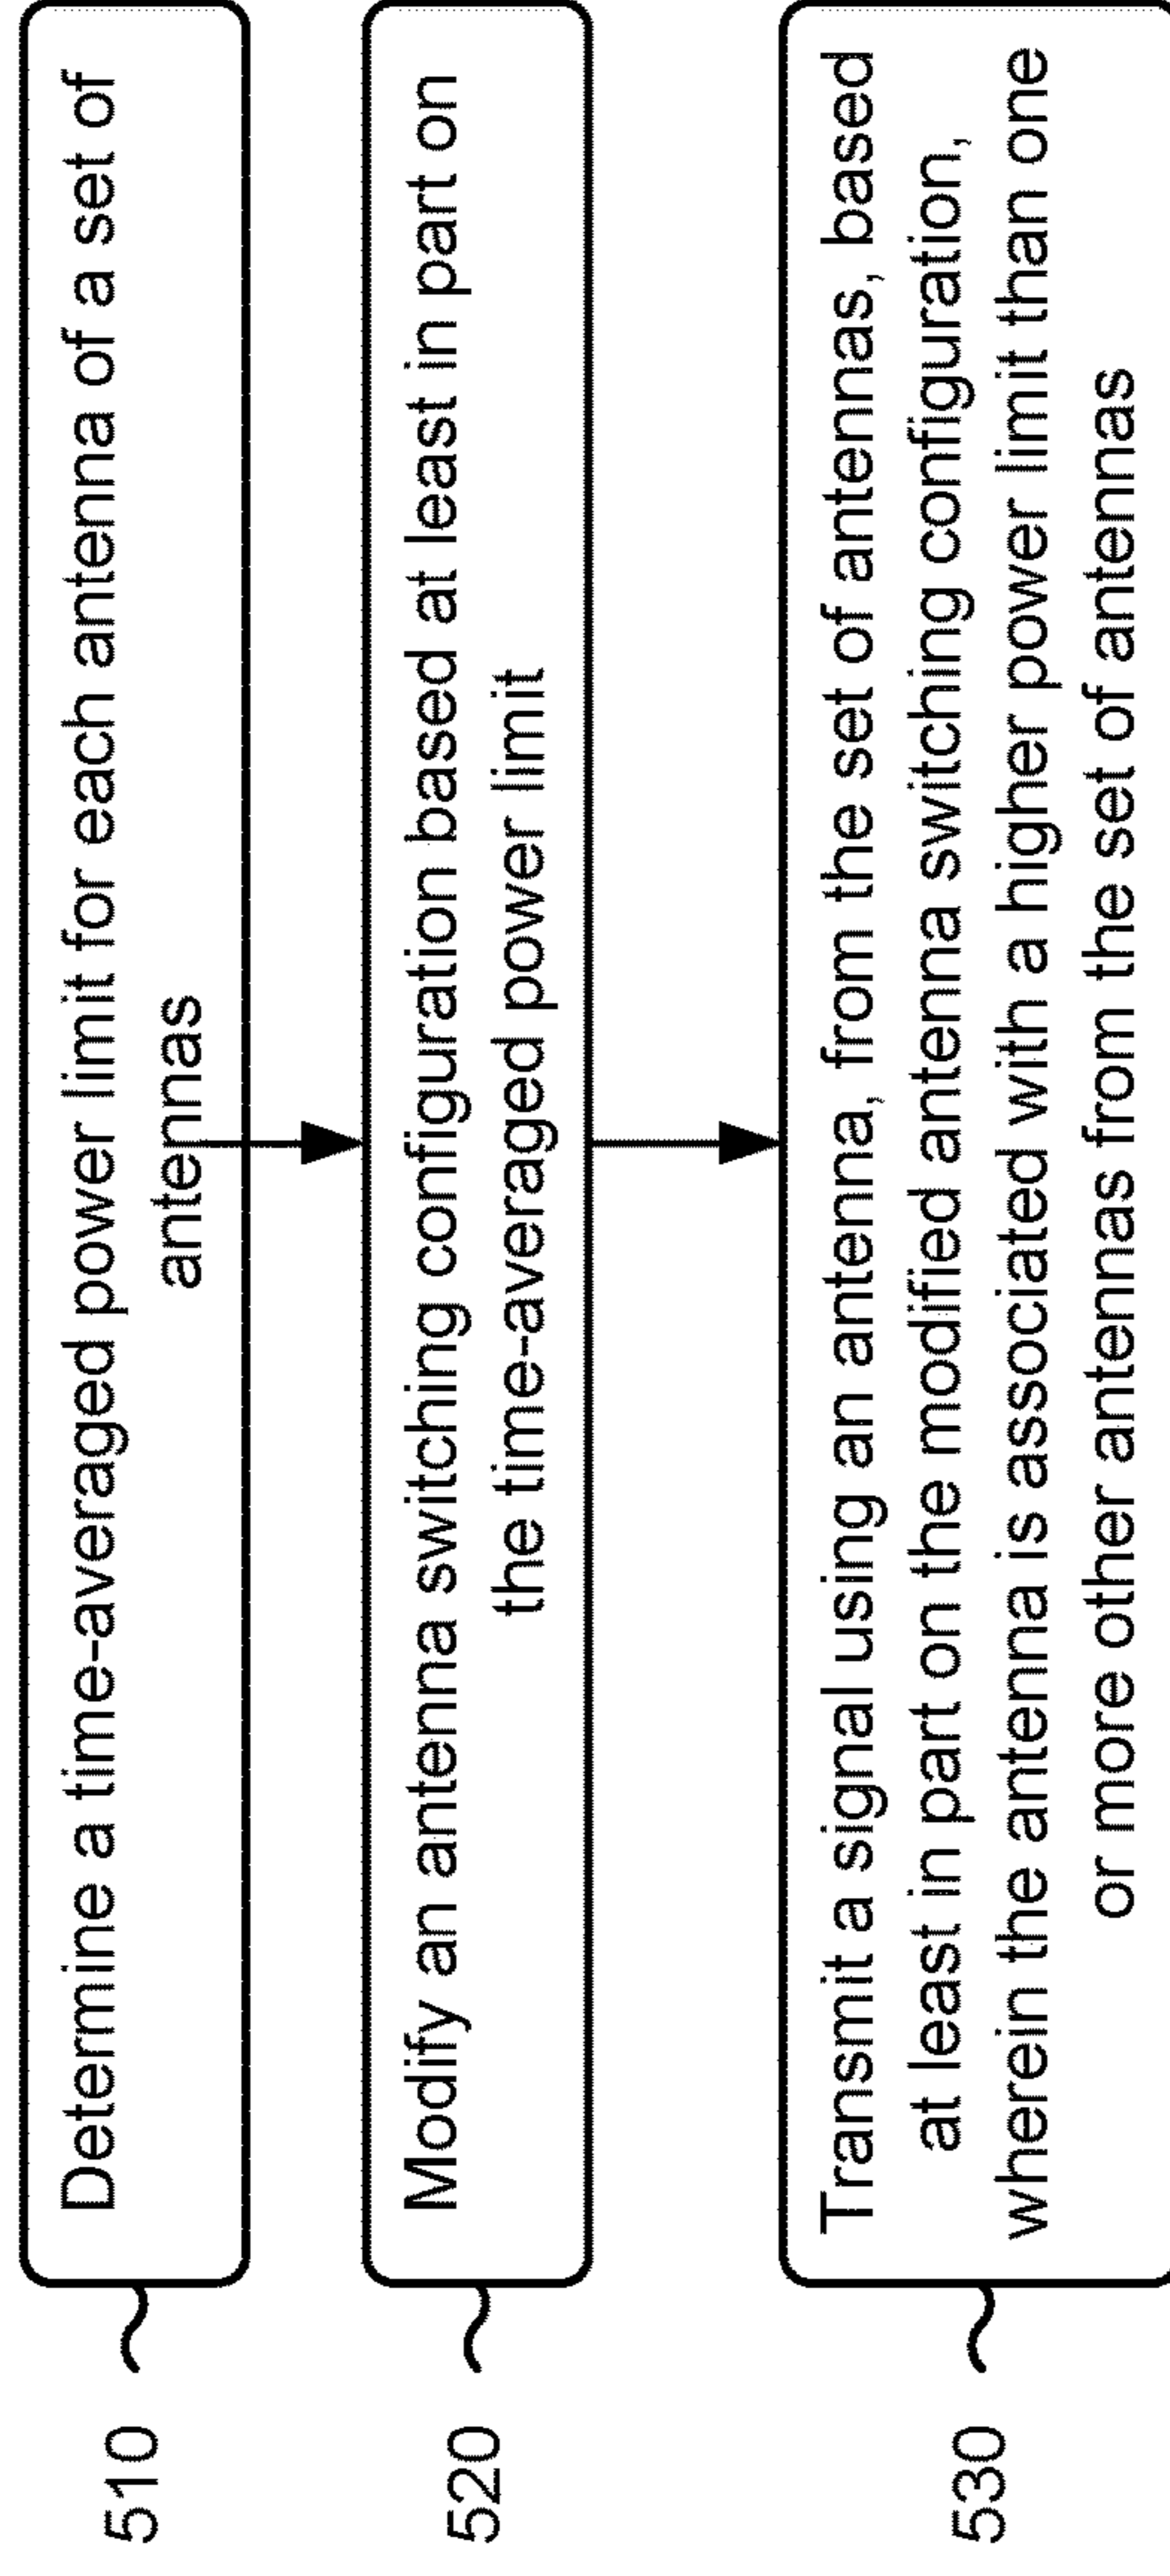 510
Determine a time-averaged power limit for each antenna of a set of
antennas
520
Modify an antenna switching configuration based at least in part on
the time-averaged power limit
530
Transmit a signal using an antenna, from the set of antennas, based
at least in part on the modified antenna switching configuration,
wherein the antenna is associated with a higher power limit than one
or more other antennas from the set of antennas